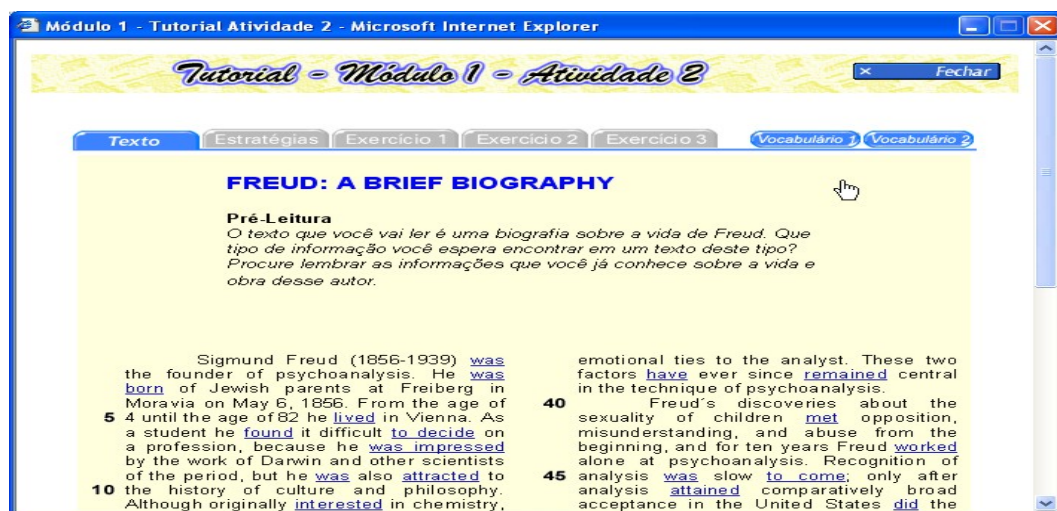 Módulo 1 - Tutorial Atividade 2 - Microsoft Internet Explorer
Tutorial - Módulo 1 - Atividade 2
× Fechar
Texto Estratégias Exercício 1 Exercício 2 Exercício 3 Vocabulário 1 Vocabulário 2
FREUD: A BRIEF BIOGRAPHY
Pré-Leitura
O texto que você vai ler é uma biografia sobre a vida de Freud. Que
tipo de informação você espera encontrar em um texto deste tipo?
Procure lembrar as informações que você já conhece sobre a vida e
obra desse autor.
Sigmund Freud (1856-1939) was
the founder of psychoanalysis. He was
born of Jewish parents at Freiberg in
Moravia on May 6, 1856. From the age of
5 4 until the age of 82 he lived in Vienna. As
a student he found it difficult to decide on
a profession, because he was impressed
by the work of Darwin and other scientists
of the period, but he was also attracted to
10 the history of culture and philosophy.
Although originally interested in chemistry,
emotional ties to the analyst. These two
factors have ever since remained central
in the technique of psychoanalysis.
40 Freud´s discoveries about the
sexuality of children met opposition,
misunderstanding, and abuse from the
beginning, and for ten years Freud worked
alone at psychoanalysis. Recognition of
45 analysis was slow to come; only after
analysis attained comparatively broad
acceptance in the United States did the